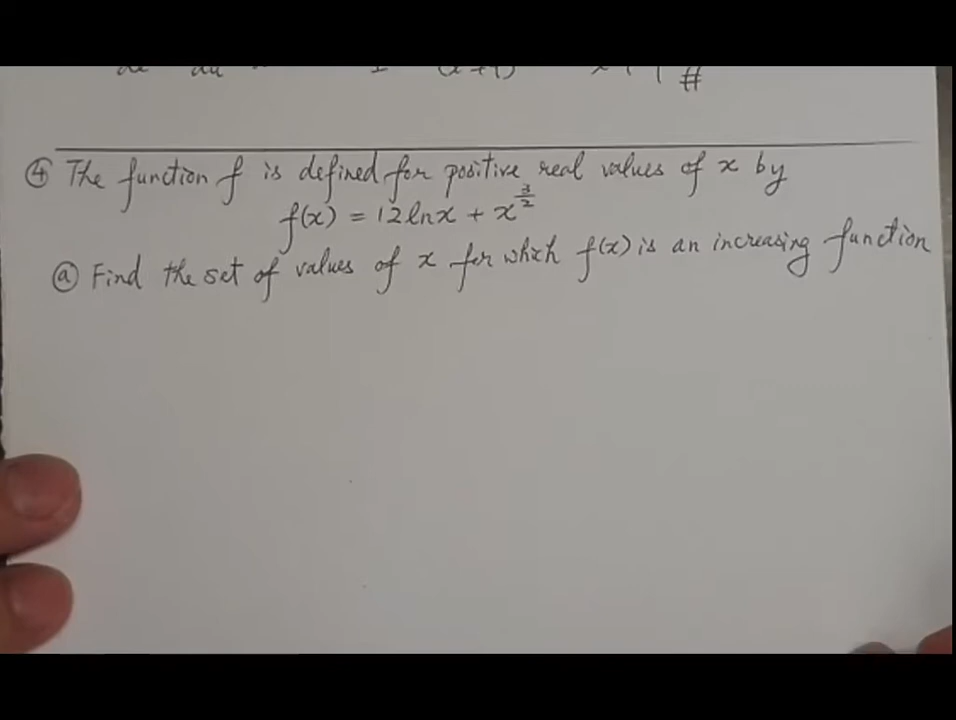 #
④ The function f is defined for positive real values of x by
f(x) = 12 ln x + x^(3/2)
ⓐ Find the set of values of x for which f(x) is an increasing function